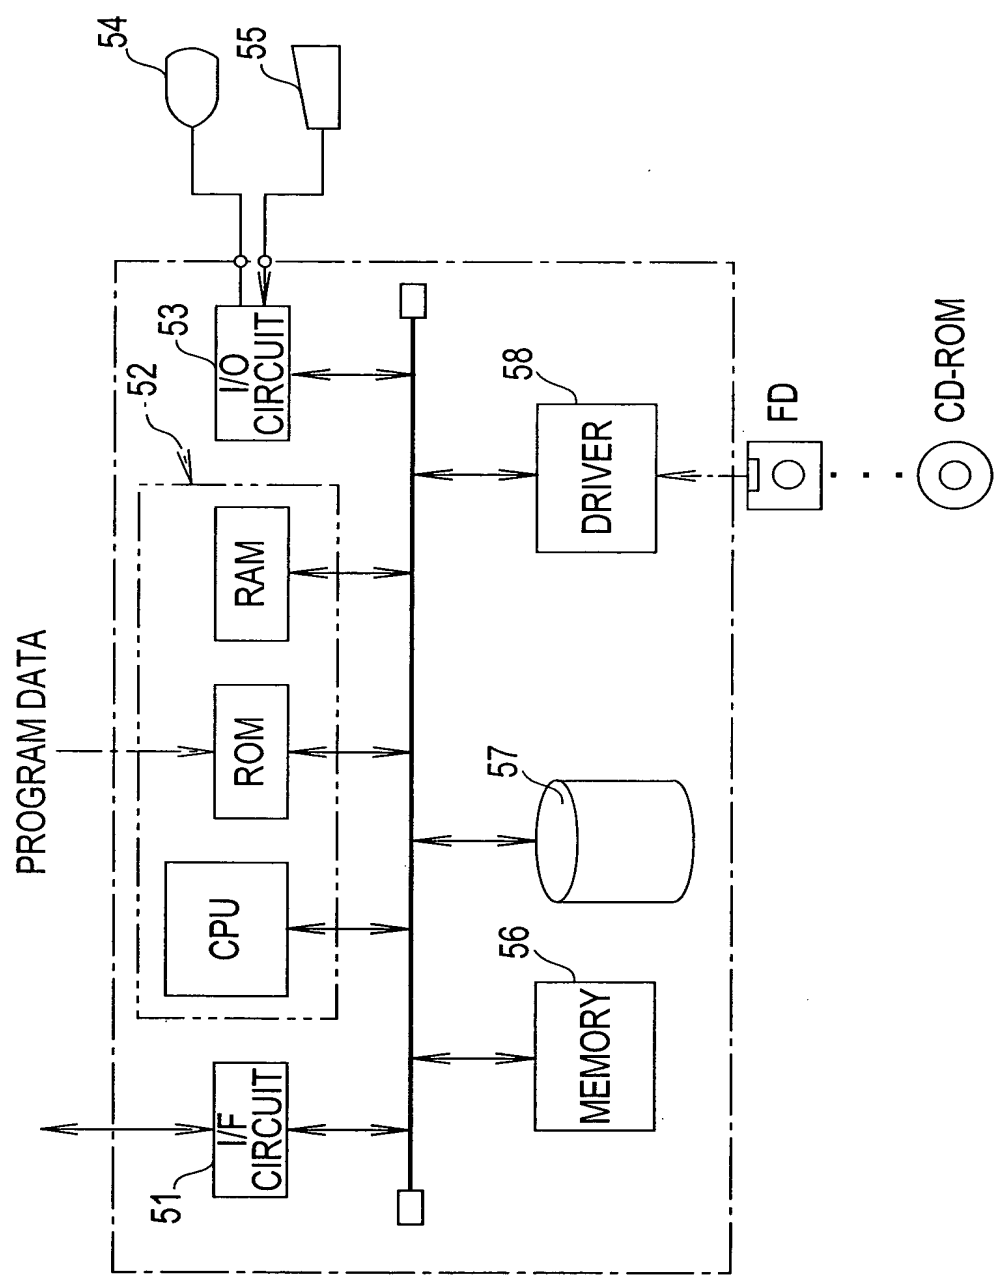 PROGRAM DATA
51
I/F
CIRCUIT
CPU
ROM
RAM
52
53
I/O
CIRCUIT
54
55
56
MEMORY
57
58
DRIVER
FD
CD-ROM